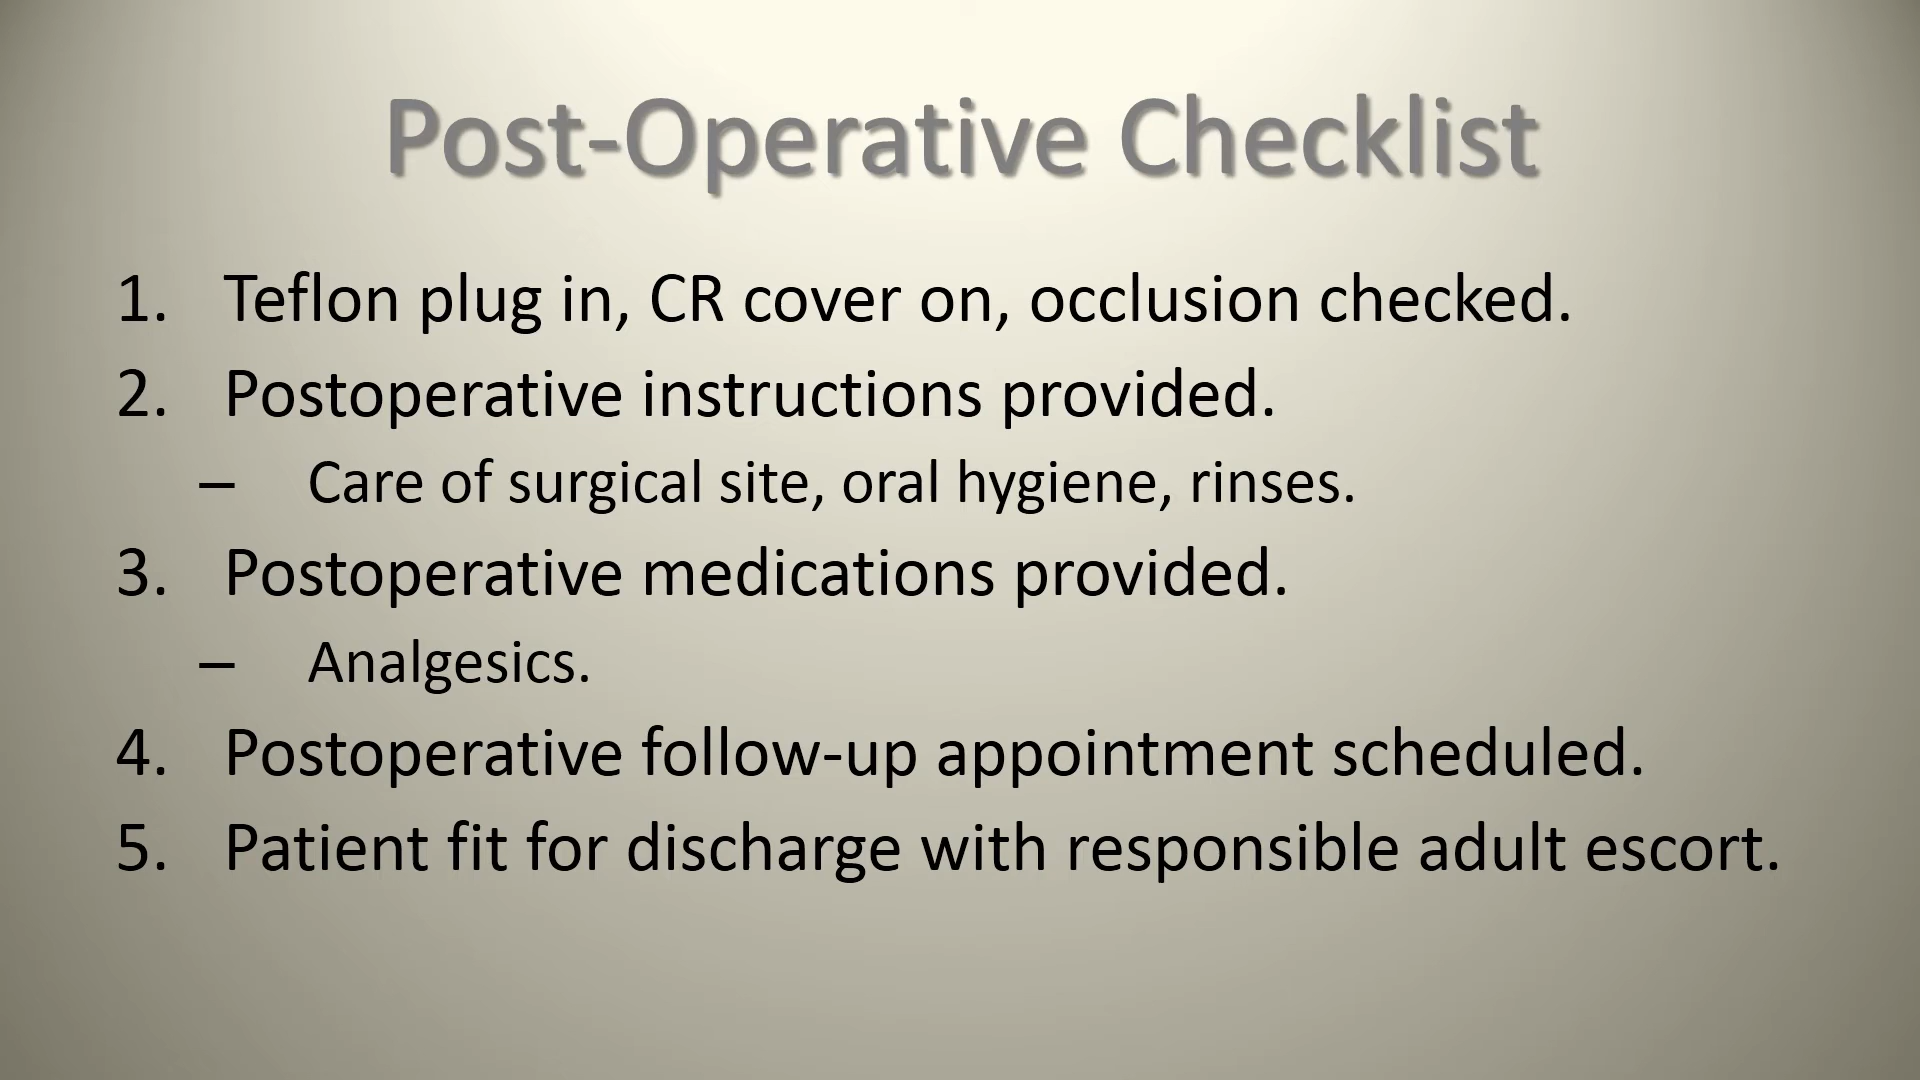 Post-Operative Checklist
1. Teflon plug in, CR cover on, occlusion checked.
2. Postoperative instructions provided.
– Care of surgical site, oral hygiene, rinses.
3. Postoperative medications provided.
– Analgesics.
4. Postoperative follow-up appointment scheduled.
5. Patient fit for discharge with responsible adult escort.